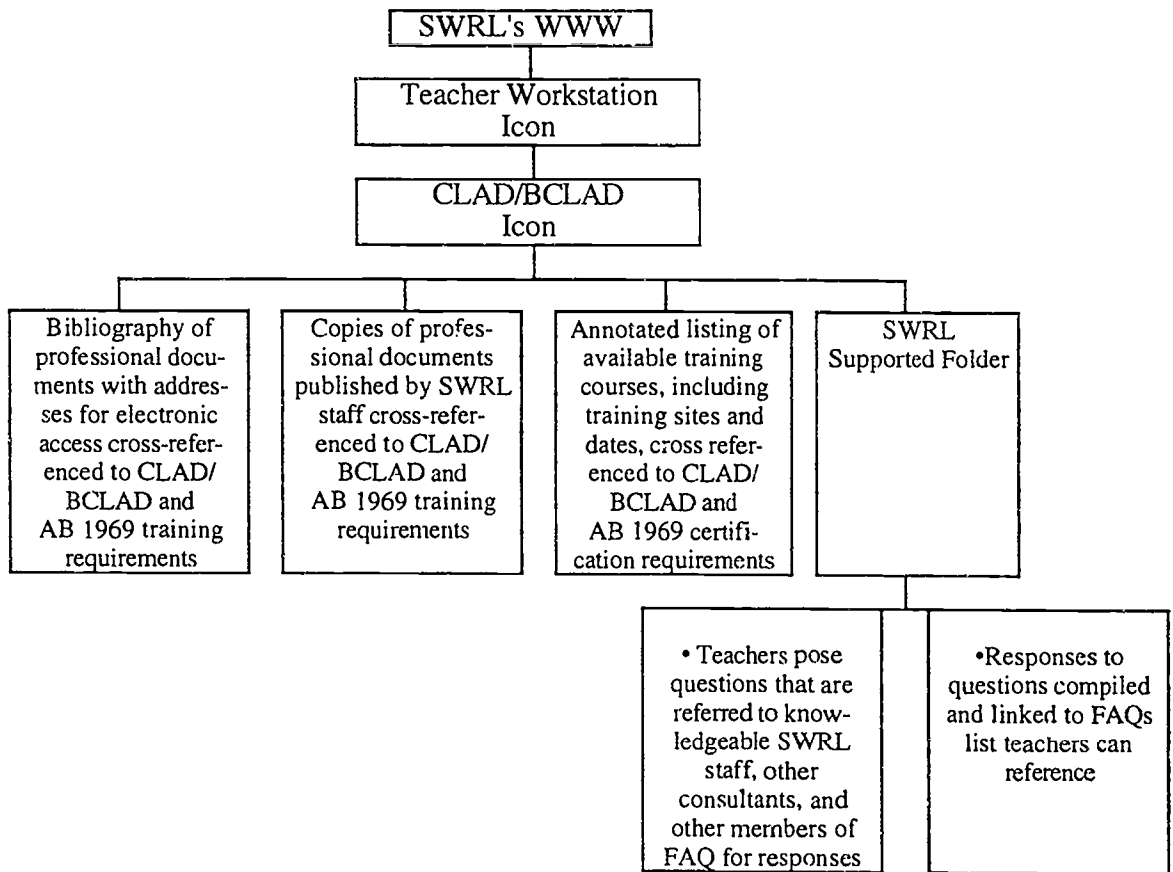 SWRL's WWW
Teacher Workstation
Icon
CLAD/BCLAD
Icon
Bibliography of
professional docu-
ments with addres-
ses for electronic
access cross-refer-
enced to CLAD/
BCLAD and
AB 1969 training
requirements
Copies of profes-
sional documents
published by SWRL
staff cross-refer-
enced to CLAD/
BCLAD and
AB 1969 training
requirements
Annotated listing of
available training
courses, including
training sites and
dates, cross refer-
enced to CLAD/
BCLAD and
AB 1969 certifi-
cation requirements
SWRL
Supported Folder
• Teachers pose
questions that are
referred to know-
ledgeable SWRL
staff, other
consultants, and
other members of
FAQ for responses
•Responses to
questions compiled
and linked to FAQs
list teachers can
reference